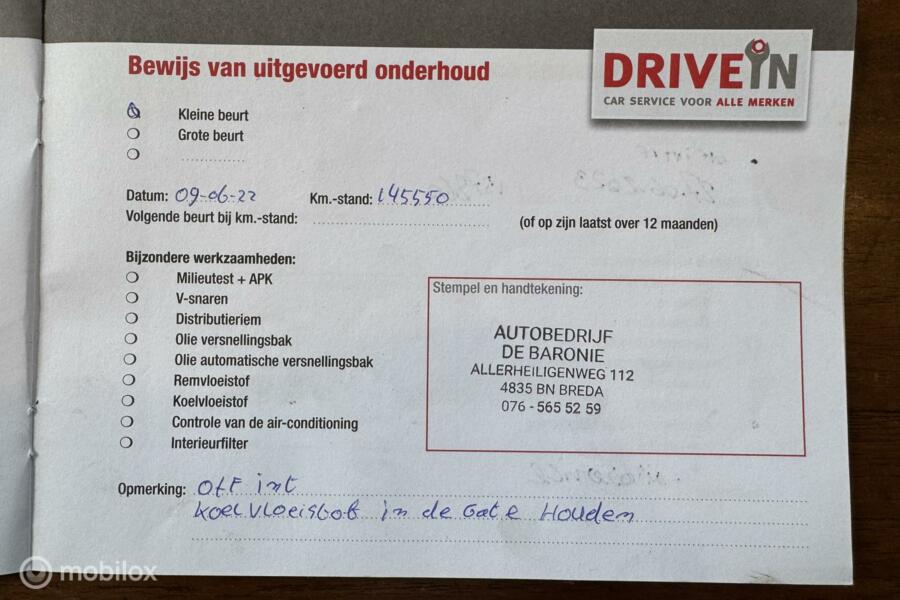 DRIVEIN
CAR SERVICE VOOR ALLE MERKEN
Bewijs van uitgevoerd onderhoud
Kleine beurt
Grote beurt
Datum: 09-06-22 Km.-stand: 145550
Volgende beurt bij km.-stand: (of op zijn laatst over 12 maanden)
Bijzondere werkzaamheden:
Milieutest + APK
V-snaren
Distributieriem
Olie versnellingsbak
Olie automatische versnellingsbak
Remvloeistof
Koelvloeistof
Controle van de air-conditioning
Interieurfilter
Stempel en handtekening:
AUTOBEDRIJF
DE BARONIE
ALLERHEILIGENWEG 112
4835 BN BREDA
076 - 565 52 59
Opmerking: OFF int
koelvloeistof in de Gate Houden
mobilox